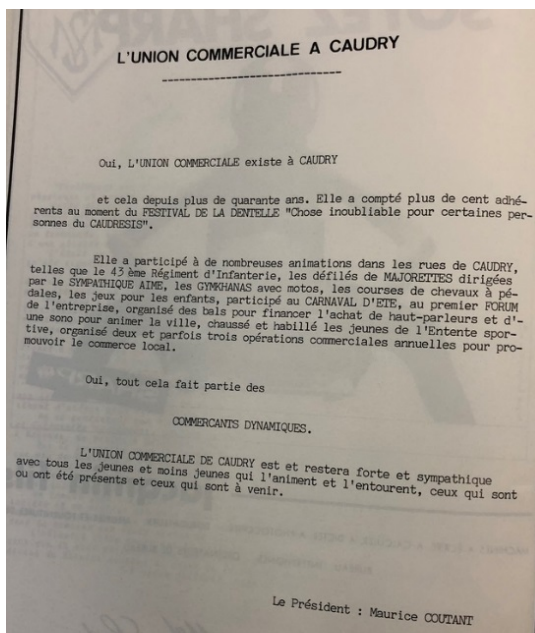 SOYEZ SHARP
L'UNION COMMERCIALE A CAUDRY
Oui, L'UNION COMMERCIALE existe à CAUDRY
et cela depuis plus de quarante ans. Elle a compté plus de cent adhé-
rents au moment du FESTIVAL DE LA DENTELLE "Chose inoubliable pour certaines per-
sonnes du CAUDRESIS".
Elle a participé à de nombreuses animations dans les rues de CAUDRY,
telles que le 43 ème Régiment d'Infanterie, les défilés de MAJORETTES dirigées
par le SYMPATHIQUE AIME, les GYMKHANAS avec motos, les courses de chevaux à pé-
dales, les jeux pour les enfants, participé au CARNAVAL D'ETE, au premier FORUM
de l'entreprise, organisé des bals pour financer l'achat de haut-parleurs et d'-
une sono pour animer la ville, chaussé et habillé les jeunes de l'Entente spor-
tive, organisé deux et parfois trois opérations commerciales annuelles pour pro-
mouvoir le commerce local.
Oui, tout cela fait partie des
COMMERCANTS DYNAMIQUES.
L'UNION COMMERCIALE DE CAUDRY est et restera forte et sympathique
avec tous les jeunes et moins jeunes qui l'animent et l'entourent, ceux qui sont
ou ont été présents et ceux qui sont à venir.
Le Président : Maurice COUTANT